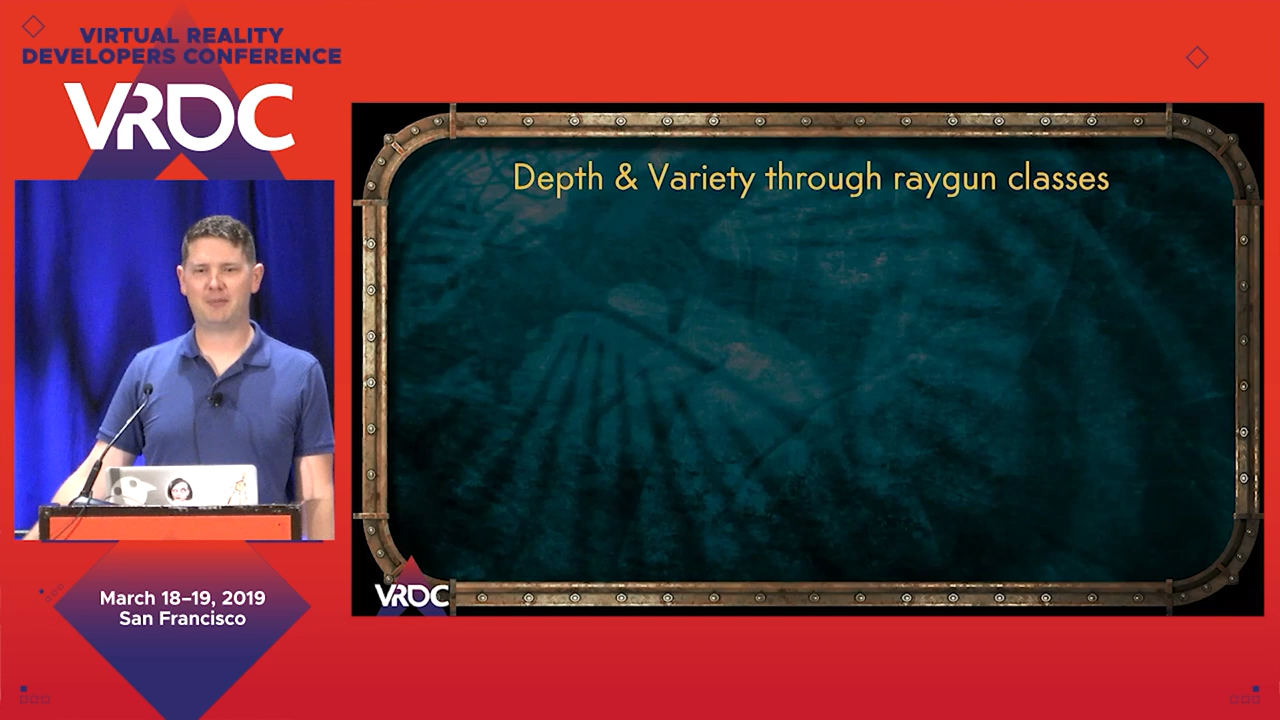 VIRTUAL REALITY
DEVELOPERS CONFERENCE
VRDC
Depth & Variety through raygun classes
VRDC
March 18–19, 2019
San Francisco